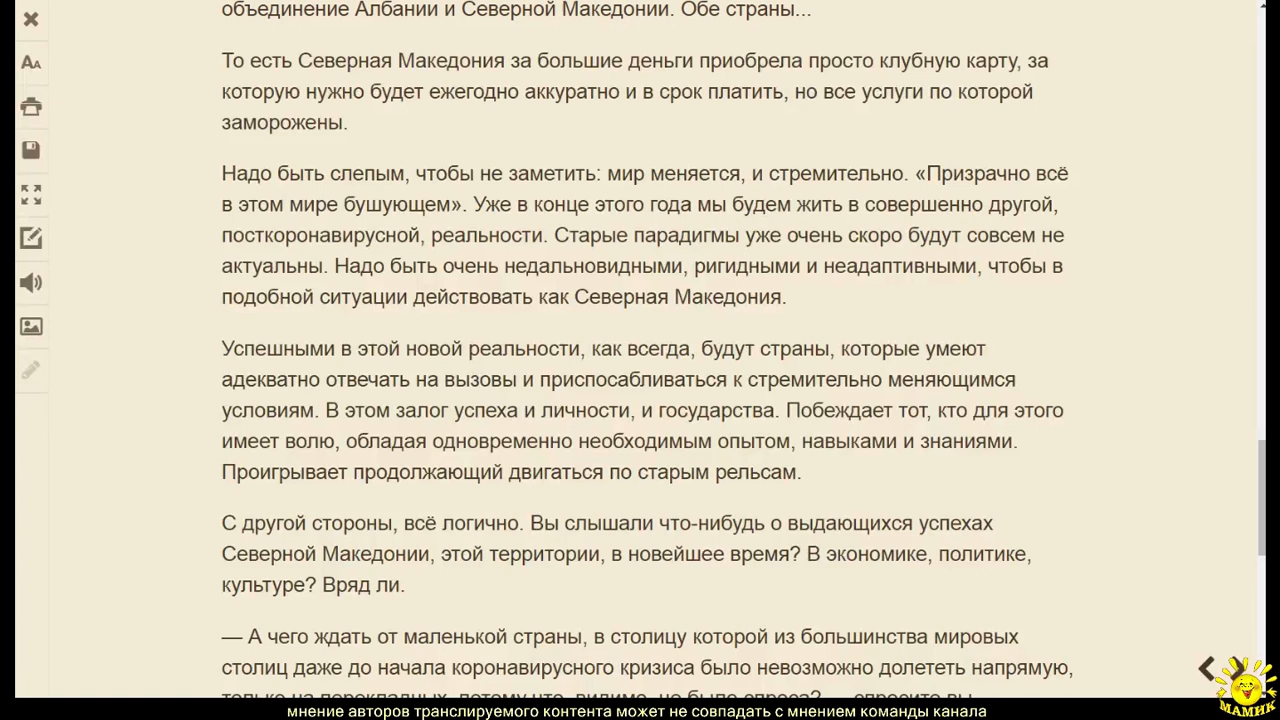 объединение Албании и Северной Македонии. Обе страны...
То есть Северная Македония за большие деньги приобрела просто клубную карту, за
которую нужно будет ежегодно аккуратно и в срок платить, но все услуги по которой
заморожены.
Надо быть слепым, чтобы не заметить: мир меняется, и стремительно. «Призрачно всё
в этом мире бушующем». Уже в конце этого года мы будем жить в совершенно другой,
посткоронавирусной, реальности. Старые парадигмы уже очень скоро будут совсем не
актуальны. Надо быть очень недальновидными, ригидными и неадаптивными, чтобы в
подобной ситуации действовать как Северная Македония.
Успешными в этой новой реальности, как всегда, будут страны, которые умеют
адекватно отвечать на вызовы и приспосабливаться к стремительно меняющимся
условиям. В этом залог успеха и личности, и государства. Побеждает тот, кто для этого
имеет волю, обладая одновременно необходимым опытом, навыками и знаниями.
Проигрывает продолжающий двигаться по старым рельсам.
С другой стороны, всё логично. Вы слышали что-нибудь о выдающихся успехах
Северной Македонии, этой территории, в новейшее время? В экономике, политике,
культуре? Вряд ли.
— А чего ждать от маленькой страны, в столицу которой из большинства мировых
столиц даже до начала коронавирусного кризиса было невозможно долететь напрямую,
МАМИК
мнение авторов транслируемого контента может не совпадать с мнением команды канала